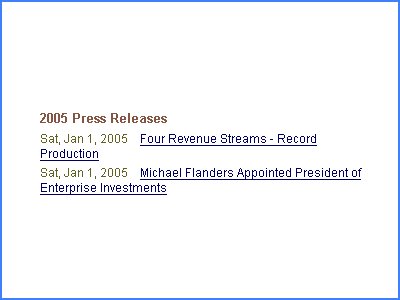 2005 Press Releases
Sat, Jan 1, 2005 Four Revenue Streams - Record
Production
Sat, Jan 1, 2005 Michael Flanders Appointed President of
Enterprise Investments